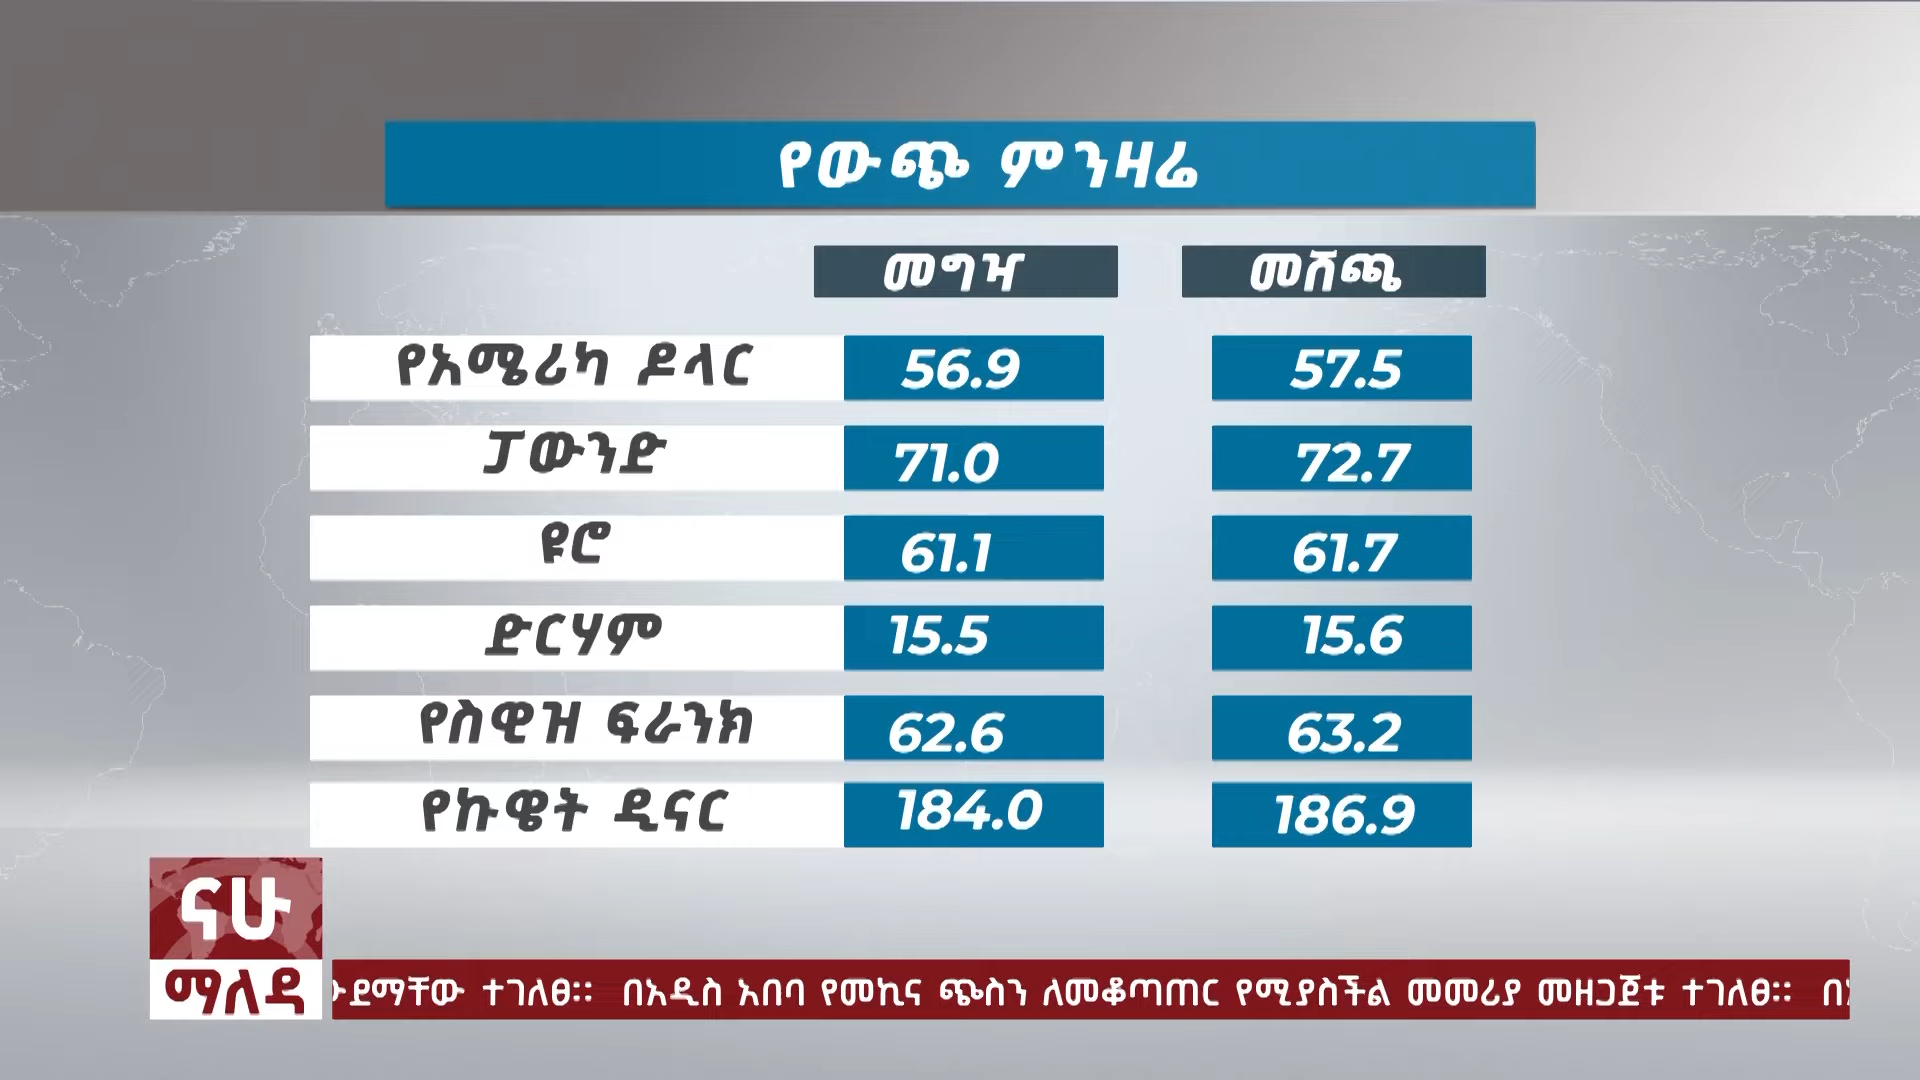 የውጭ ምንዛሬ
መግዣ መሸጫ
የአሜሪካ ዶላር 56.9 57.5
ፓውንድ 71.0 72.7
ዩሮ 61.1 61.7
ድርሃም 15.5 15.6
የስዊዝ ፍራንክ 62.6 63.2
የኩዌት ዲናር 184.0 186.9
ናሁ
ማለዳ
ተገለፀ። በአዲስ አበባ የመኪና ጭስን ለመቆጣጠር የሚያስችል መመሪያ መዘጋጀቱ ተገለፀ።